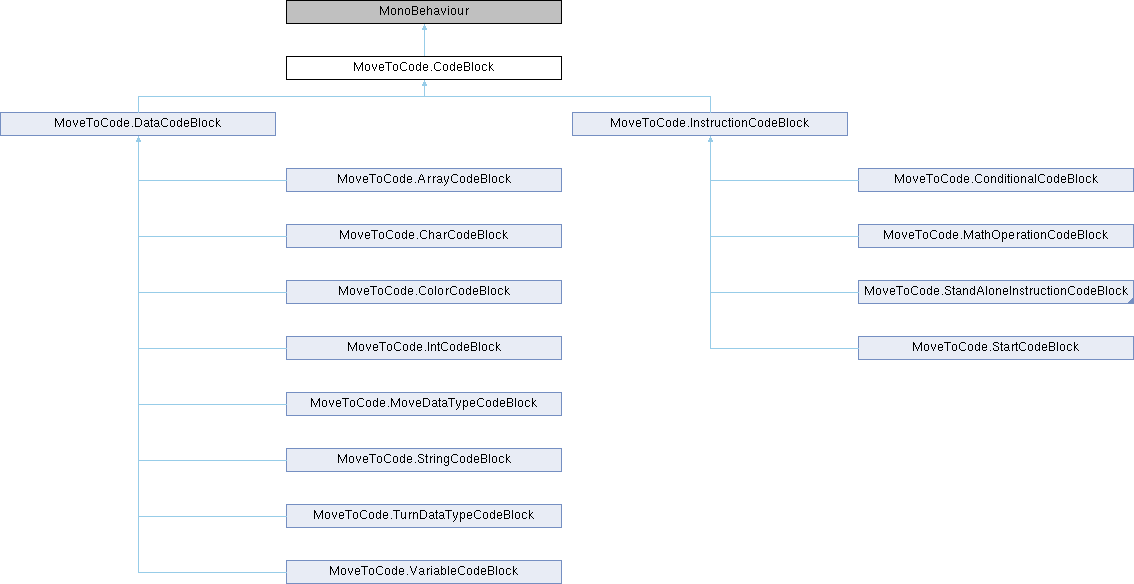 MonoBehaviour
MoveToCode.CodeBlock
MoveToCode.DataCodeBlock
MoveToCode.InstructionCodeBlock
MoveToCode.ArrayCodeBlock
MoveToCode.ConditionalCodeBlock
MoveToCode.CharCodeBlock
MoveToCode.MathOperationCodeBlock
MoveToCode.ColorCodeBlock
MoveToCode.StandAloneInstructionCodeBlock
MoveToCode.IntCodeBlock
MoveToCode.StartCodeBlock
MoveToCode.MoveDataTypeCodeBlock
MoveToCode.StringCodeBlock
MoveToCode.TurnDataTypeCodeBlock
MoveToCode.VariableCodeBlock